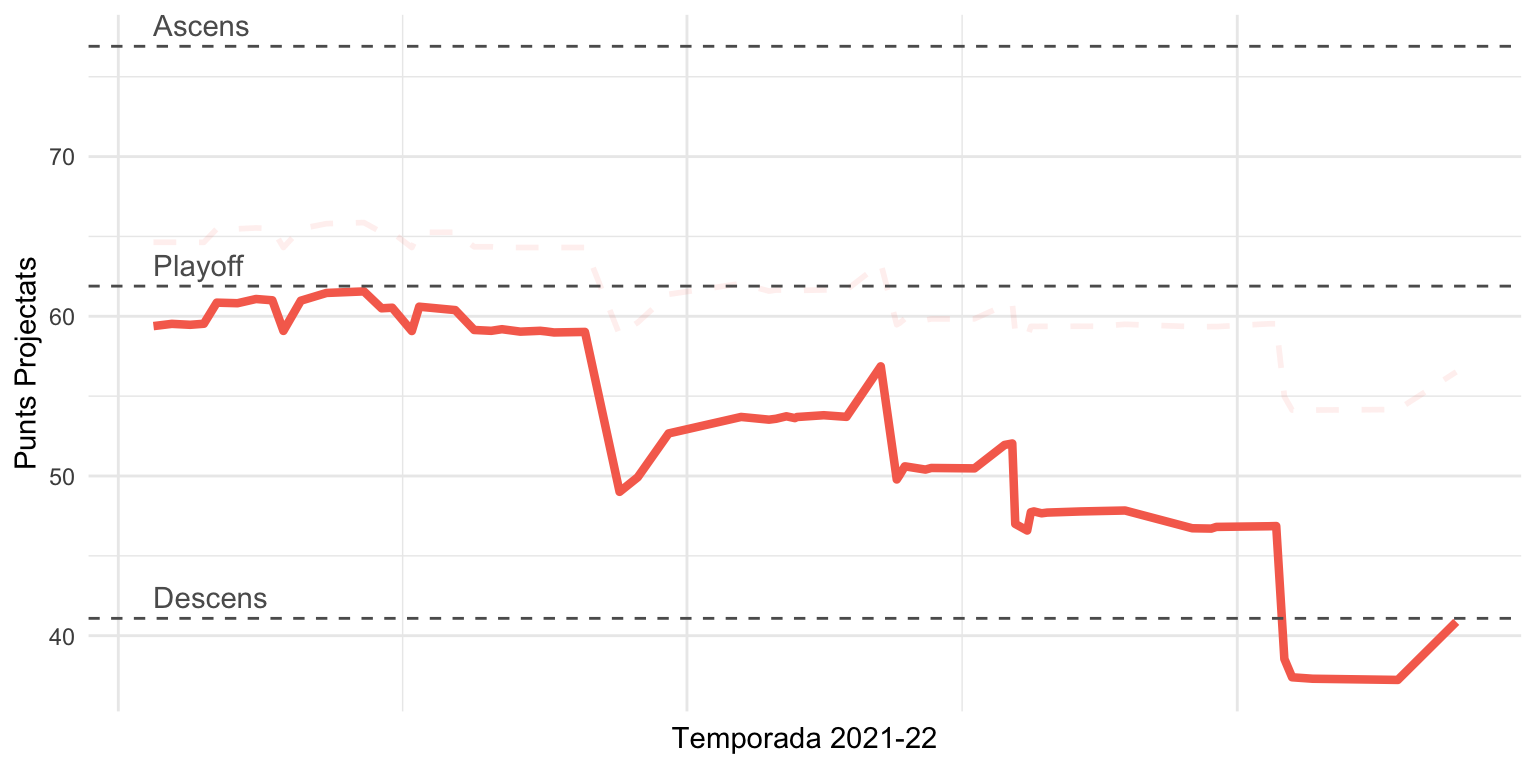 Ascens
70
Playoff
60
50
Descens
40
Punts Projectats
Temporada 2021-22